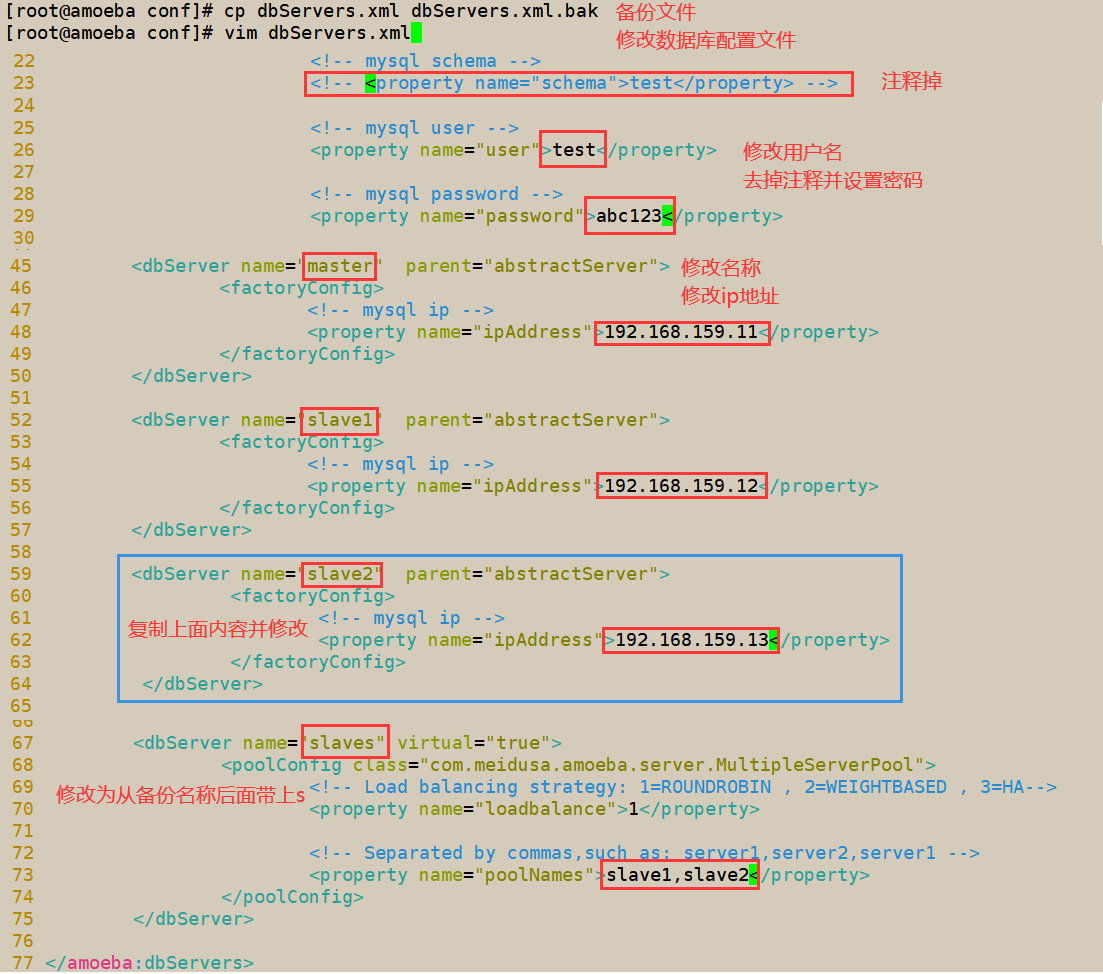 [root@amoeba conf]# cp dbServers.xml dbServers.xml.bak 备份文件
[root@amoeba conf]# vim dbServers.xml 修改数据库配置文件
22 <!-- mysql schema -->
23 <!-- <property name="schema">test</property> --> 注释掉
24
25 <!-- mysql user -->
26 <property name="user">test</property> 修改用户名
27 去掉注释并设置密码
28 <!-- mysql password -->
29 <property name="password">abc123</property>
30
45 <dbServer name="master" parent="abstractServer"> 修改名称
46 <factoryConfig> 修改ip地址
47 <!-- mysql ip -->
48 <property name="ipAddress">192.168.159.11</property>
49 </factoryConfig>
50 </dbServer>
51
52 <dbServer name="slave1" parent="abstractServer">
53 <factoryConfig>
54 <!-- mysql ip -->
55 <property name="ipAddress">192.168.159.12</property>
56 </factoryConfig>
57 </dbServer>
58
59 <dbServer name="slave2" parent="abstractServer">
60 <factoryConfig>
61 <!-- mysql ip -->
复制上面内容并修改
62 <property name="ipAddress">192.168.159.13</property>
63 </factoryConfig>
64 </dbServer>
65
66
67 <dbServer name="slaves" virtual="true">
68 <poolConfig class="com.meidusa.amoeba.server.MultipleServerPool">
69 <!-- Load balancing strategy: 1=ROUNDROBIN , 2=WEIGHTBASED , 3=HA-->
修改为从备份名称后面带上s
70 <property name="loadbalance">1</property>
71
72 <!-- Separated by commas,such as: server1,server2,server1 -->
73 <property name="poolNames">slave1,slave2</property>
74 </poolConfig>
75 </dbServer>
76
77 </amoeba:dbServers>